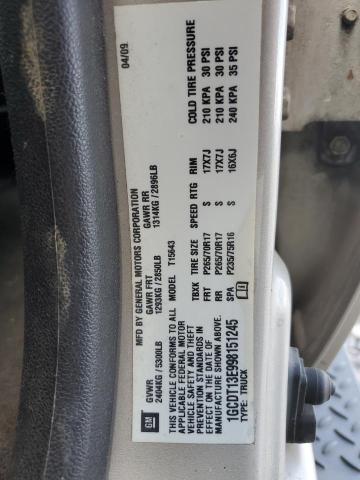 MFD BY GENERAL MOTORS CORPORATION
04/09
GM
GVWR GAWR FRT GAWR RR
2404KG / 5300LB 1293KG / 2850LB 1314KG / 2896LB
THIS VEHICLE CONFORMS TO ALL
APPLICABLE FEDERAL MOTOR
VEHICLE SAFETY AND THEFT
PREVENTION STANDARDS IN
EFFECT ON THE DATE OF
MANUFACTURE SHOWN ABOVE.
1GCDT13E998151245
TYPE: TRUCK
MODEL T15643
TBXX TIRE SIZE SPEED RTG RIM COLD TIRE PRESSURE
FRT P265/70R17 S 17X7J 210 KPA 30 PSI
RR P265/70R17 S 17X7J 210 KPA 30 PSI
SPA P235/75R16 S 16X6J 240 KPA 35 PSI